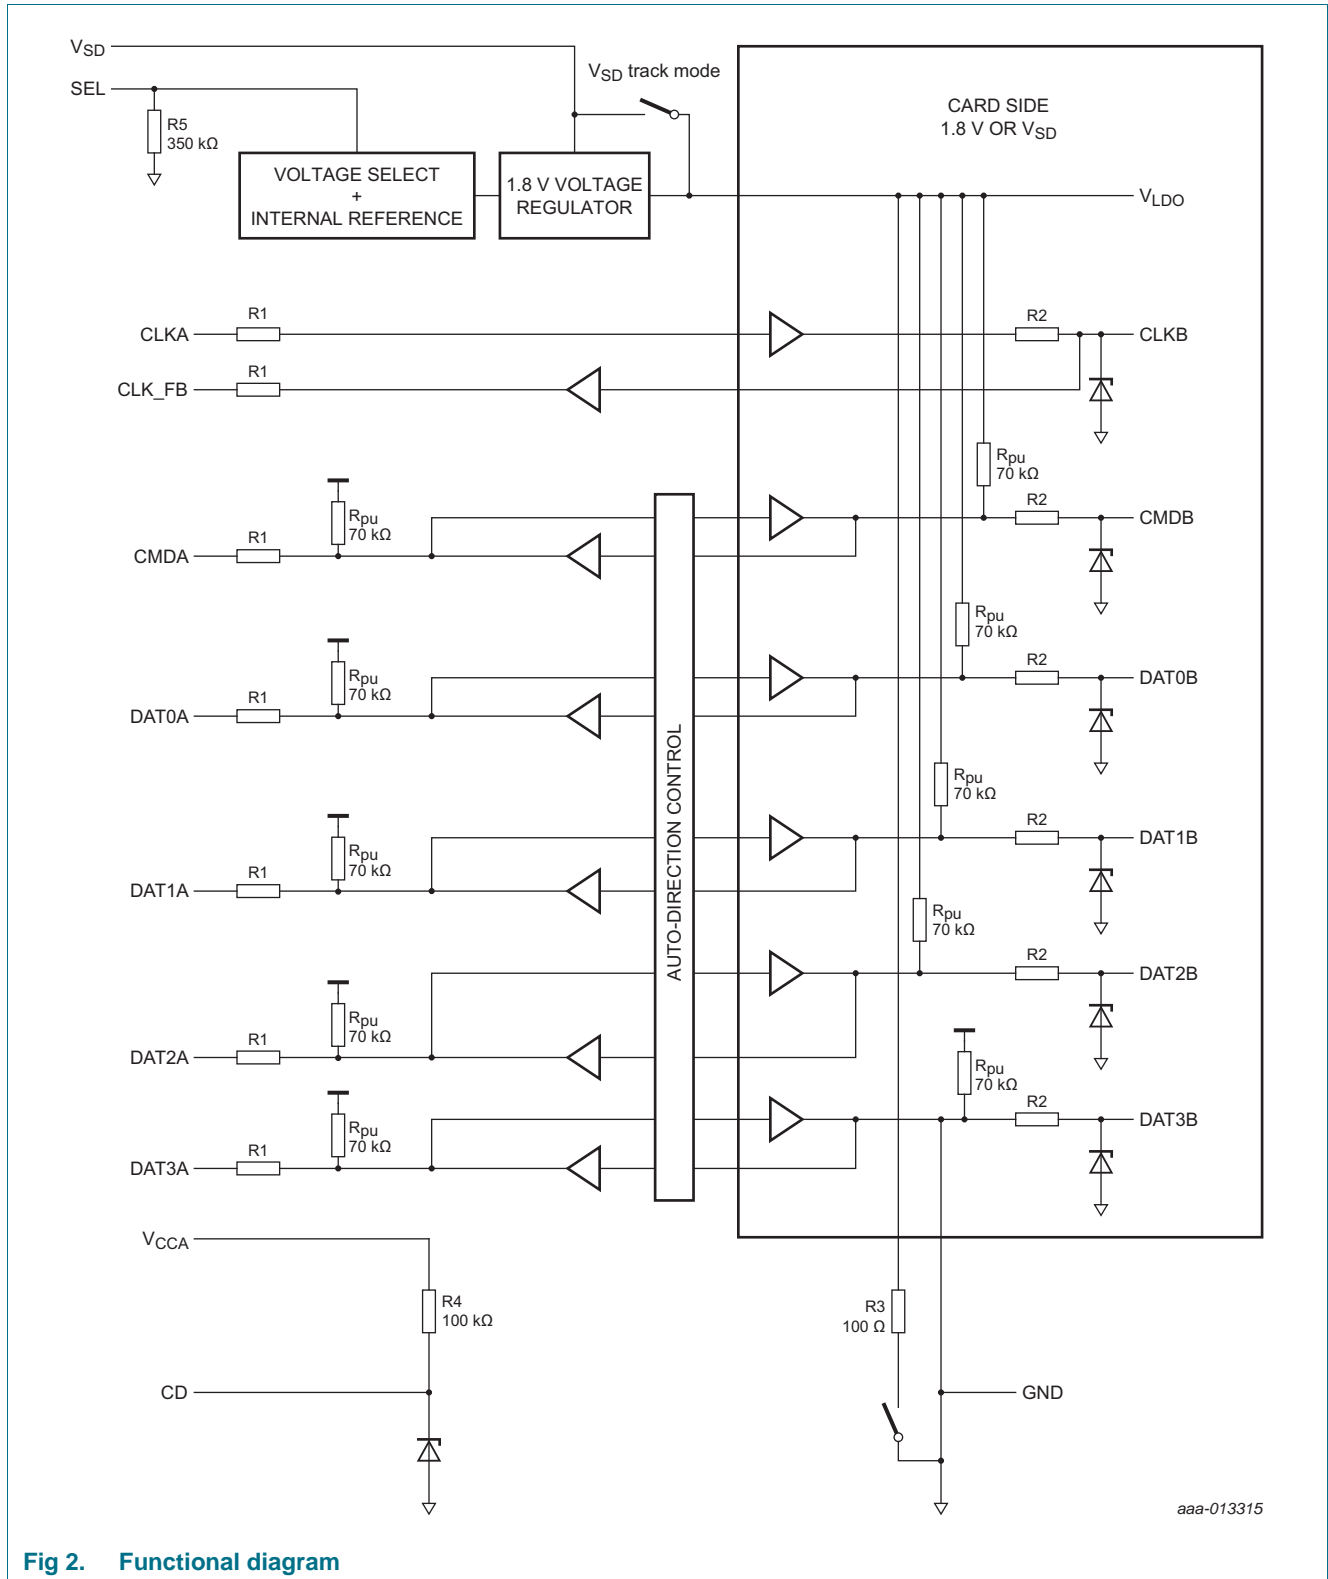 VSD
SEL
VSD track mode
R5
350 kΩ
VOLTAGE SELECT
+
INTERNAL REFERENCE
1.8 V VOLTAGE
REGULATOR
CARD SIDE
1.8 V OR VSD
VLDO
CLKA
R1
R2
CLKB
CLK_FB
R1
Rpu
70 kΩ
CMDA
R1
Rpu
70 kΩ
R2
CMDB
Rpu
70 kΩ
DAT0A
R1
Rpu
70 kΩ
R2
DAT0B
AUTO-DIRECTION CONTROL
Rpu
70 kΩ
DAT1A
R1
Rpu
70 kΩ
R2
DAT1B
Rpu
70 kΩ
DAT2A
R1
Rpu
70 kΩ
R2
DAT2B
Rpu
70 kΩ
DAT3A
R1
Rpu
70 kΩ
R2
DAT3B
VCCA
R4
100 kΩ
R3
100 Ω
CD
GND
aaa-013315
Fig 2. Functional diagram